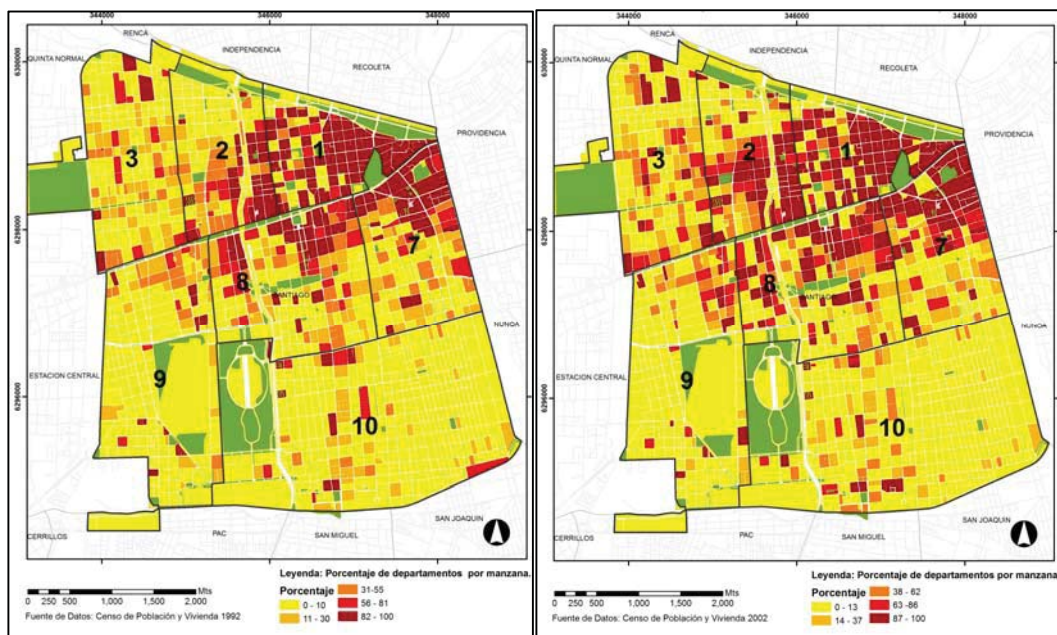 344000
346000
348000
RENCA
INDEPENDENCIA
6300000
QUINTA NORMAL
RECOLETA
PROVIDENCIA
3
2
1
6298000
7
8
SANTIAGO
ÑUÑOA
9
ESTACION CENTRAL
6296000
10
SAN JOAQUIN
CERRILLOS
PAC
SAN MIGUEL
Leyenda: Porcentaje de departamentos por manzana.
Porcentaje
0 - 10
11 - 30
31-55
56 - 81
82 - 100
0 250 500 1,000 1,500 2,000 Mts
Fuente de Datos: Censo de Población y Vivienda 1992
344000
346000
348000
RENCA
INDEPENDENCIA
6300000
QUINTA NORMAL
RECOLETA
PROVIDENCIA
3
2
1
6298000
7
8
SANTIAGO
ÑUÑOA
9
ESTACION CENTRAL
6296000
10
SAN JOAQUIN
CERRILLOS
PAC
SAN MIGUEL
Leyenda: Porcentaje de departamentos por manzana
Porcentaje
0 - 13
14 - 37
38 - 62
63 -86
87 - 100
0 250 500 1,000 1,500 2,000 Mts
Fuente de Datos: Censo de Población y Vivienda 2002